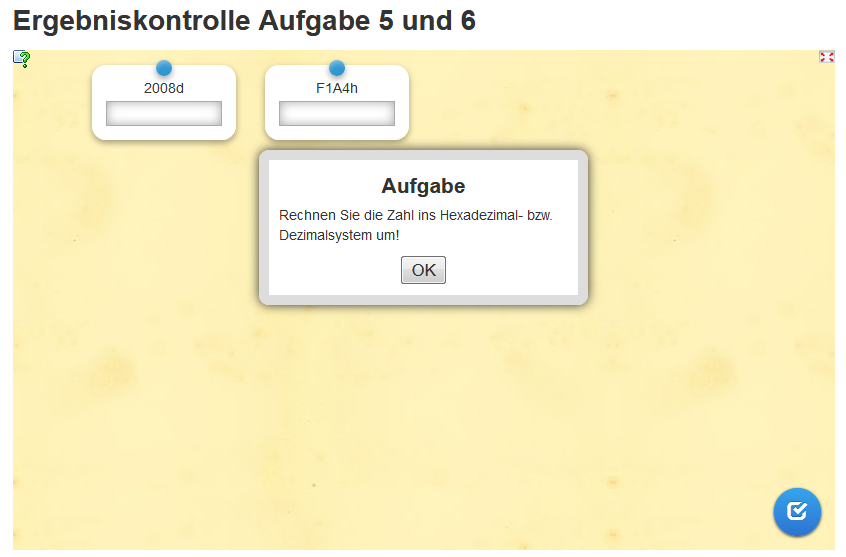 Ergebniskontrolle Aufgabe 5 und 6
2008d
F1A4h
Aufgabe
Rechnen Sie die Zahl ins Hexadezimal- bzw.
Dezimalsystem um!
OK